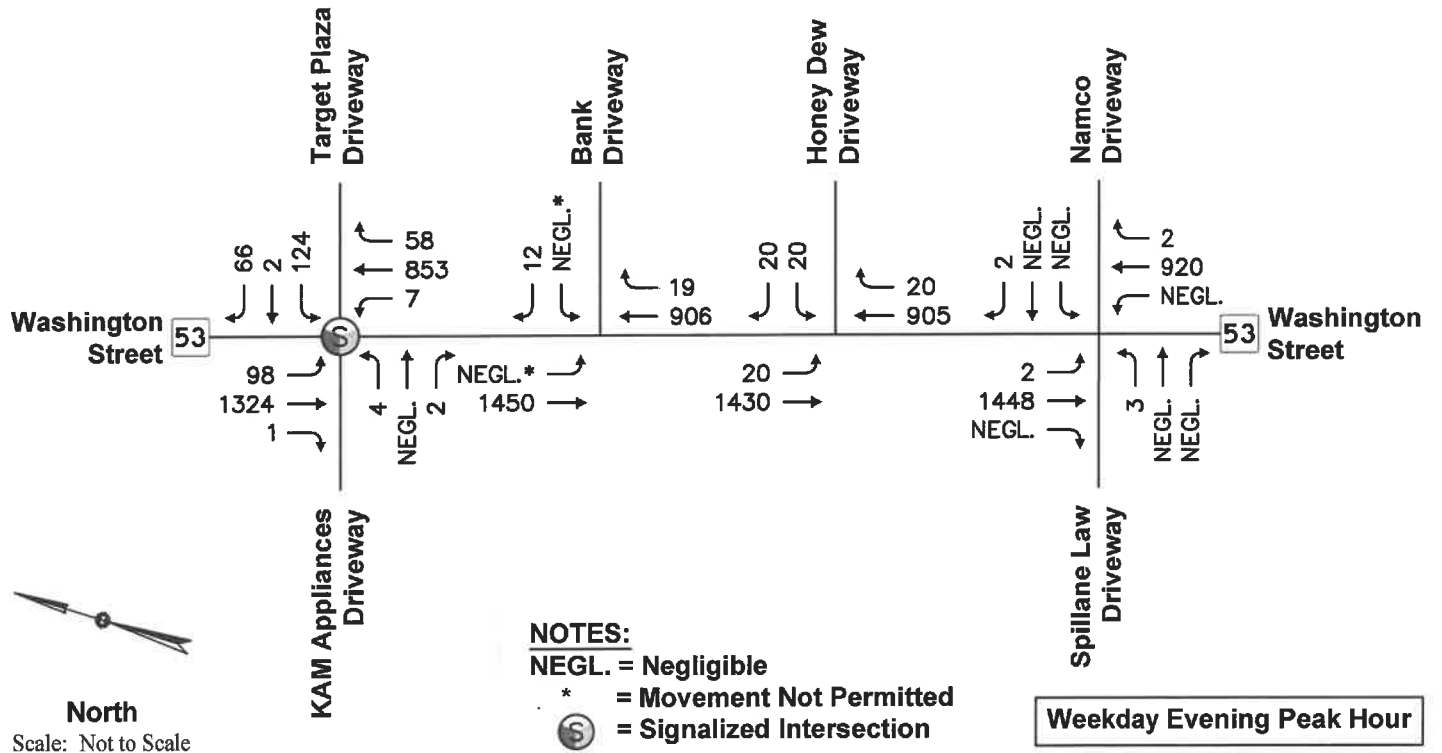 Target Plaza
Driveway
Bank
Driveway
Honey Dew
Driveway
Namco
Driveway
66
2
124
58
853
7
12
NEGL.*
19
906
20
20
20
905
2
NEGL.
NEGL.
2
920
NEGL.
Washington
Street
53
S
53
Washington
Street
98
1324
1
4
NEGL.
2
NEGL.*
1450
20
1430
2
1448
NEGL.
3
NEGL.
NEGL.
KAM Appliances
Driveway
Spillane Law
Driveway
North
Scale: Not to Scale
NOTES:
NEGL. = Negligible
* = Movement Not Permitted
S = Signalized Intersection
Weekday Evening Peak Hour